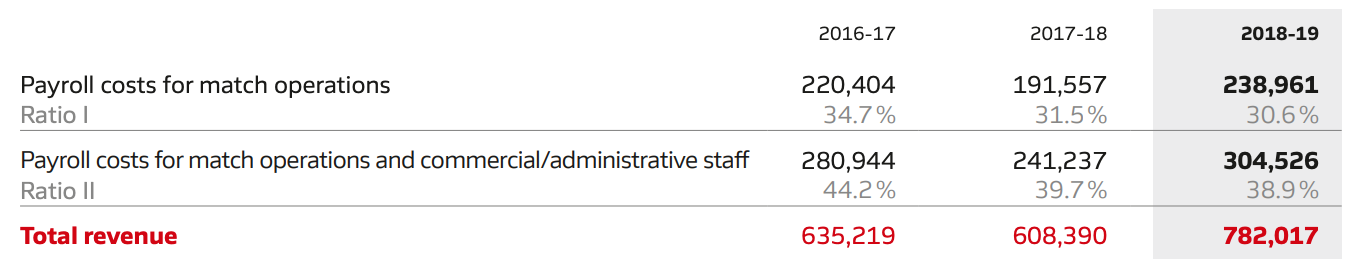 2016-17 2017-18 2018-19
Payroll costs for match operations 220,404 191,557 238,961
Ratio I 34.7% 31.5% 30.6%
Payroll costs for match operations and commercial/administrative staff 280,944 241,237 304,526
Ratio II 44.2% 39.7% 38.9%
Total revenue 635,219 608,390 782,017